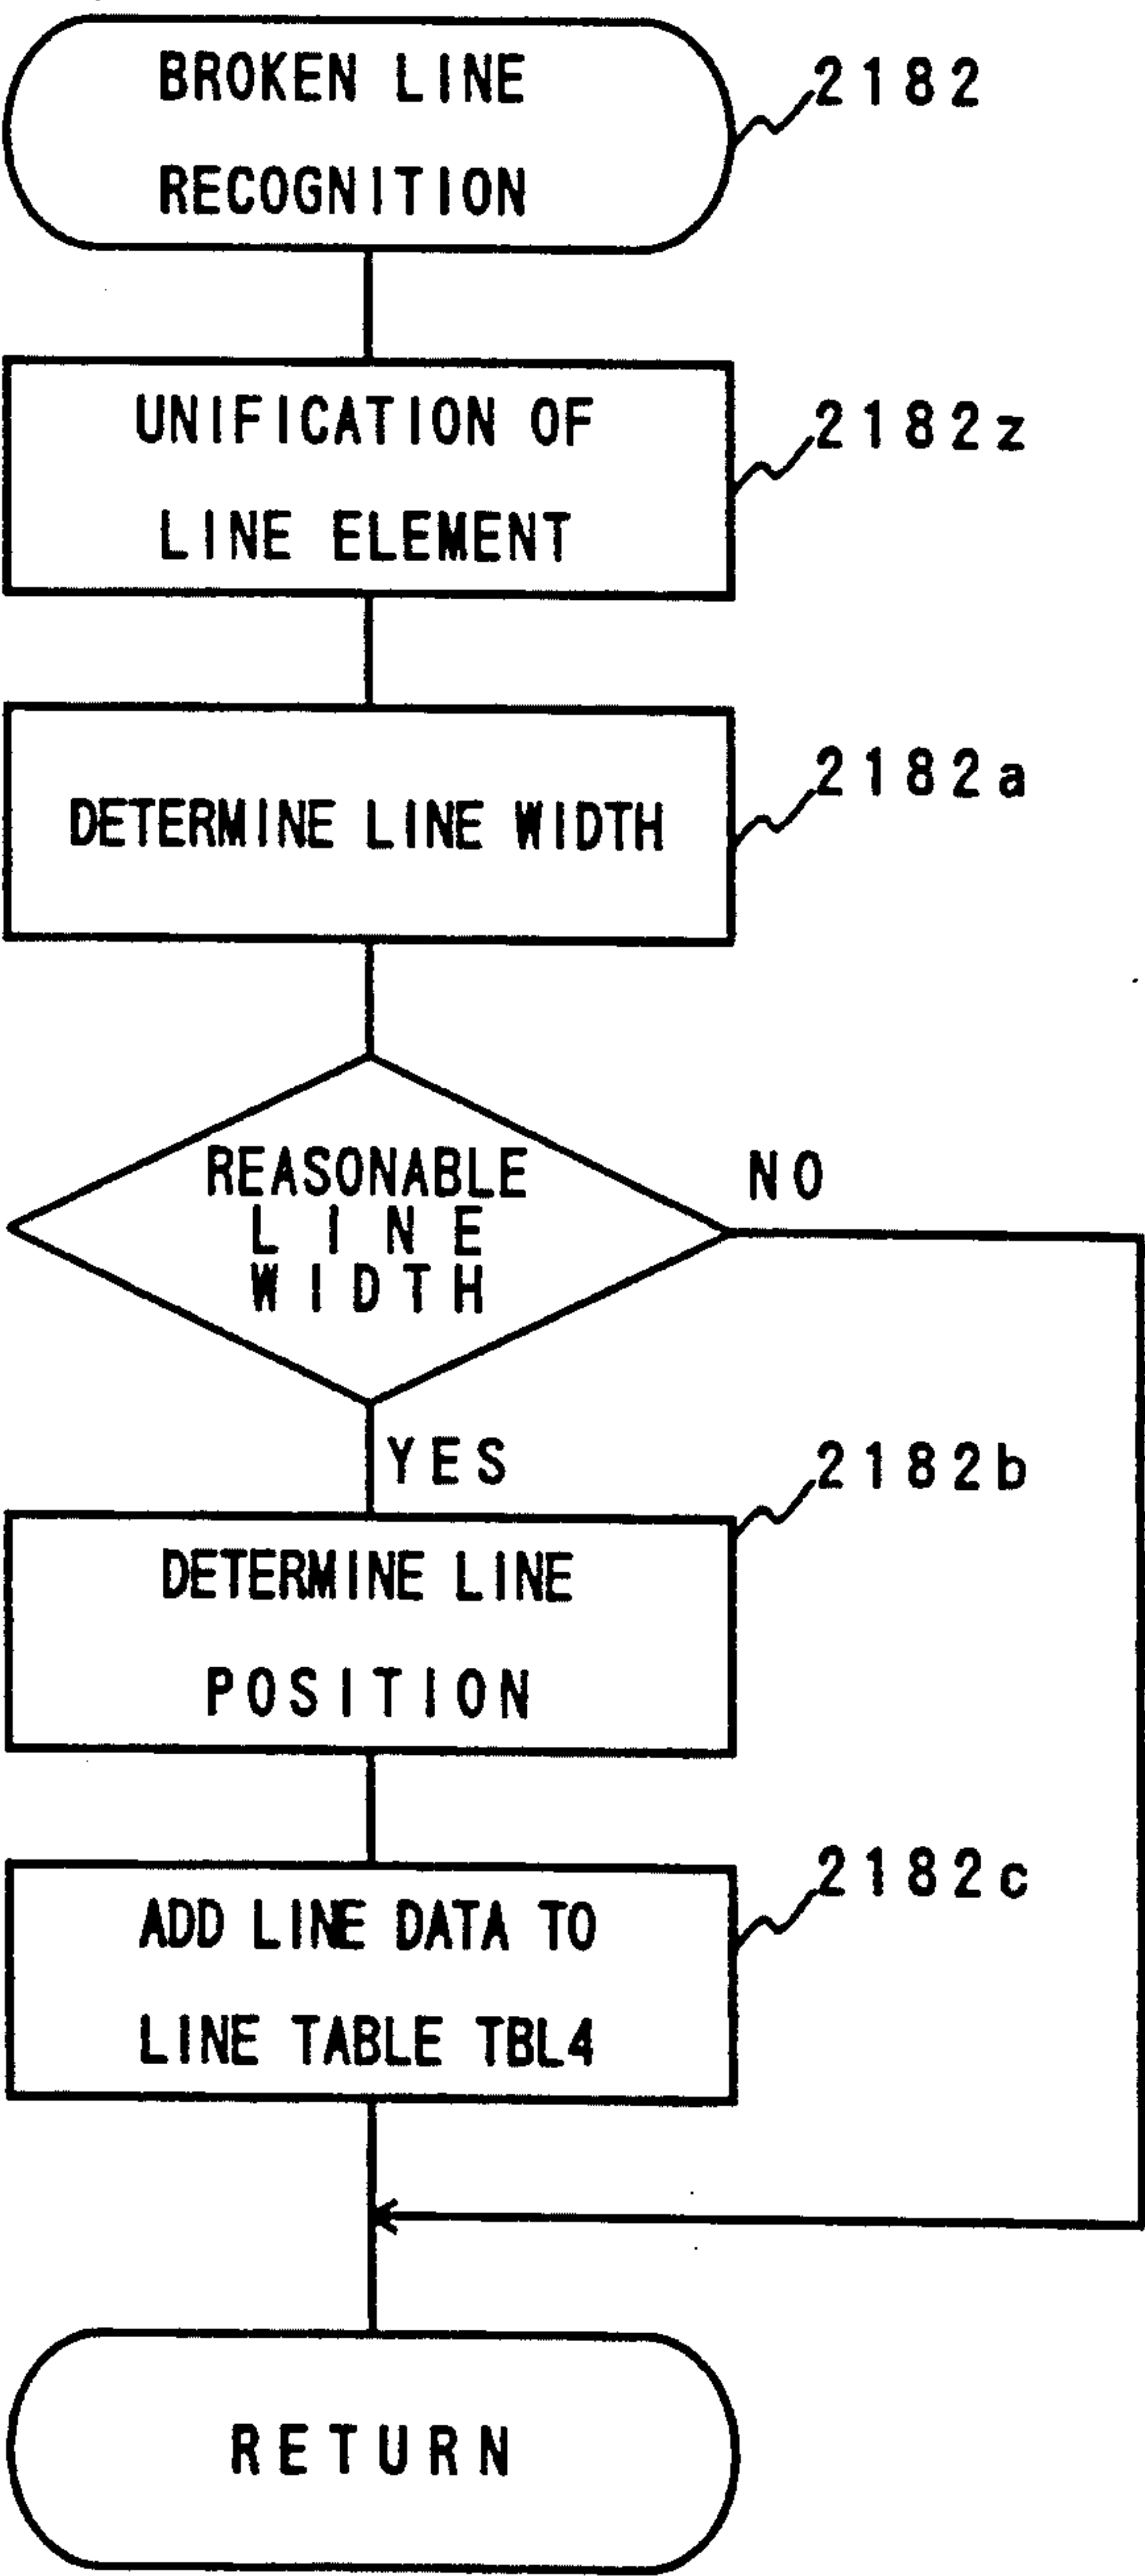 BROKEN LINE
RECOGNITION
2182
UNIFICATION OF
LINE ELEMENT
2182z
DETERMINE LINE WIDTH
2182a
REASONABLE
LINE
WIDTH
NO
YES
DETERMINE LINE
POSITION
2182b
ADD LINE DATA TO
LINE TABLE TBL4
2182c
RETURN